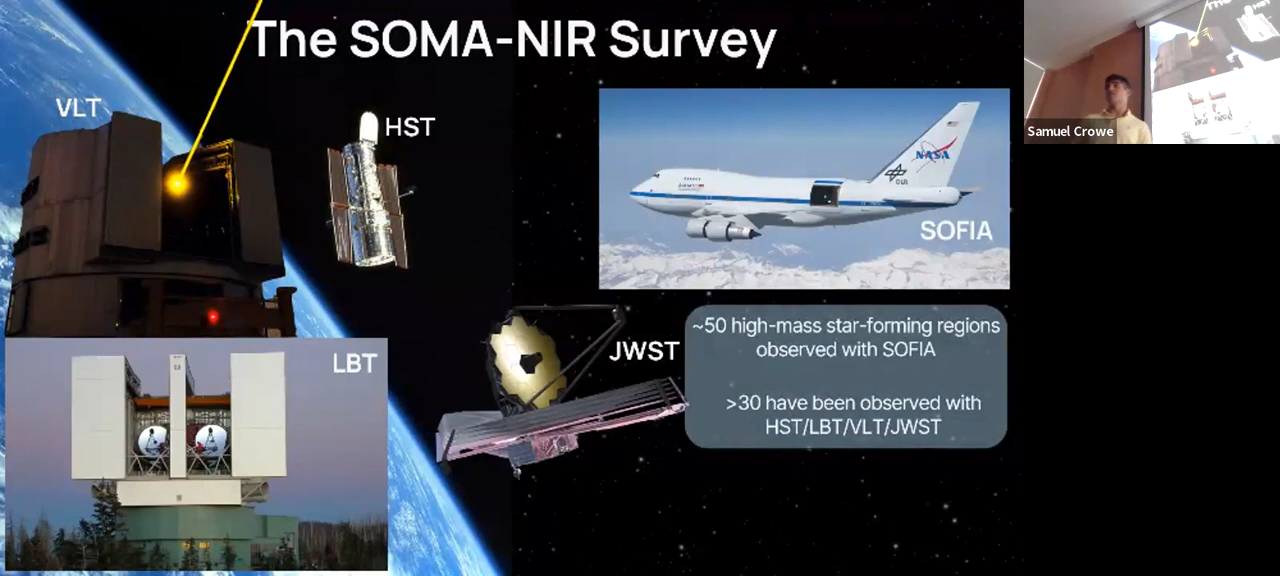 The SOMA-NIR Survey
VLT
HST
NASA
DLR
SOFIA
LBT
JWST
~50 high-mass star-forming regions
observed with SOFIA
>30 have been observed with
HST/LBT/VLT/JWST
Samuel Crowe